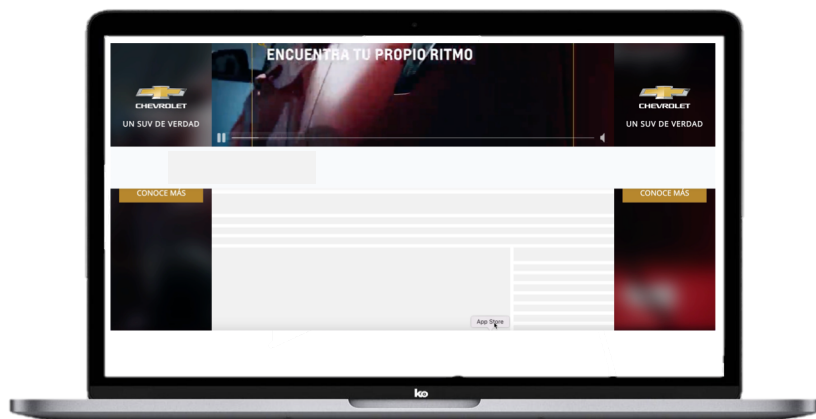 ENCUENTRA TU PROPIO RITMO
CHEVROLET
UN SUV DE VERDAD
CHEVROLET
UN SUV DE VERDAD
CONOCE MÁS
CONOCE MÁS
App Store
ko